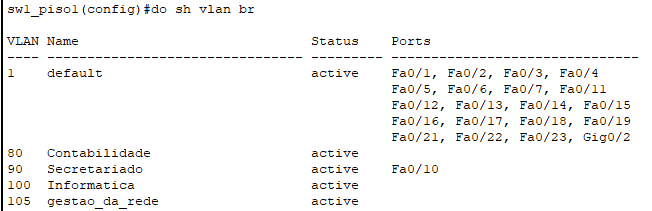 sw1_piso1(config)#do sh vlan br
VLAN Name Status Ports
---- -------------------------------- --------- -------------------------------
1 default active Fa0/1, Fa0/2, Fa0/3, Fa0/4
Fa0/5, Fa0/6, Fa0/7, Fa0/11
Fa0/12, Fa0/13, Fa0/14, Fa0/15
Fa0/16, Fa0/17, Fa0/18, Fa0/19
Fa0/21, Fa0/22, Fa0/23, Gig0/2
80 Contabilidade active
90 Secretariado active Fa0/10
100 Informatica active
105 gestao_da_rede active